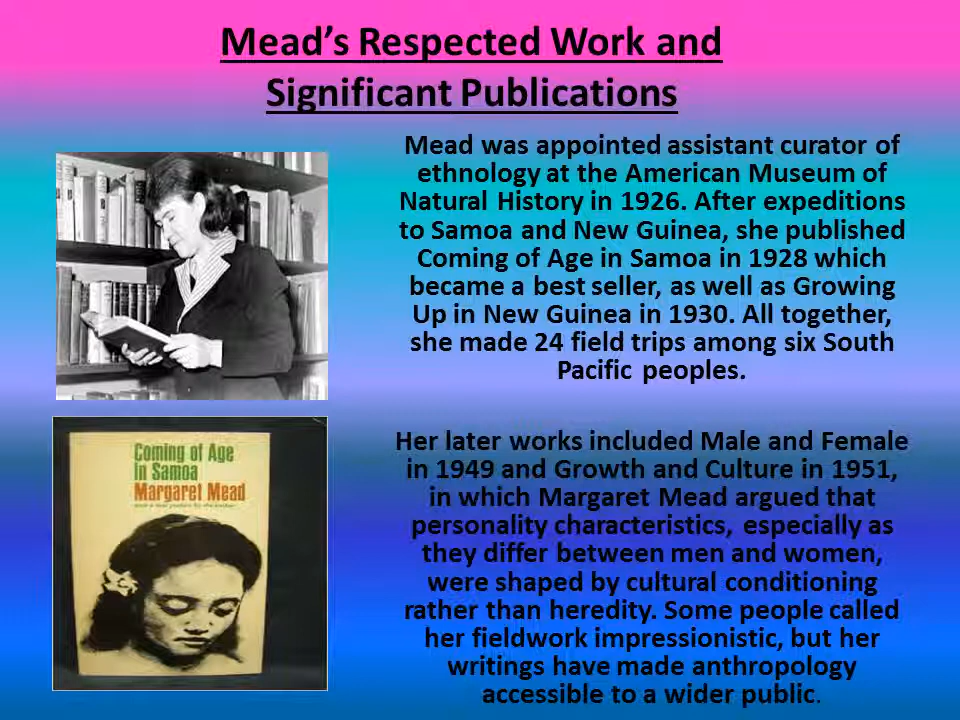 Mead’s Respected Work and
Significant Publications
Mead was appointed assistant curator of
ethnology at the American Museum of
Natural History in 1926. After expeditions
to Samoa and New Guinea, she published
Coming of Age in Samoa in 1928 which
became a best seller, as well as Growing
Up in New Guinea in 1930. All together,
she made 24 field trips among six South
Pacific peoples.
Coming of Age
in Samoa
Margaret Mead
Her later works included Male and Female
in 1949 and Growth and Culture in 1951,
in which Margaret Mead argued that
personality characteristics, especially as
they differ between men and women,
were shaped by cultural conditioning
rather than heredity. Some people called
her fieldwork impressionistic, but her
writings have made anthropology
accessible to a wider public.